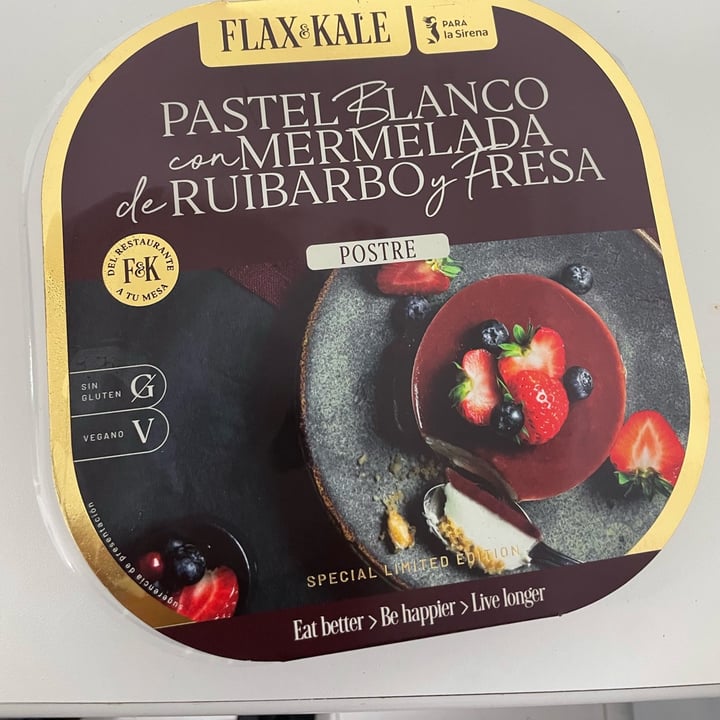 FLAX&KALE
PARA
la Sirena
PASTEL BLANCO
con MERMELADA
de RUIBARBO y FRESA
POSTRE
DEL RESTAURANTE
F&K
A TU MESA
SIN
GLUTEN G
VEGANO V
sugerencia de presentación
SPECIAL LIMITED EDITION
Eat better > Be happier > Live longer